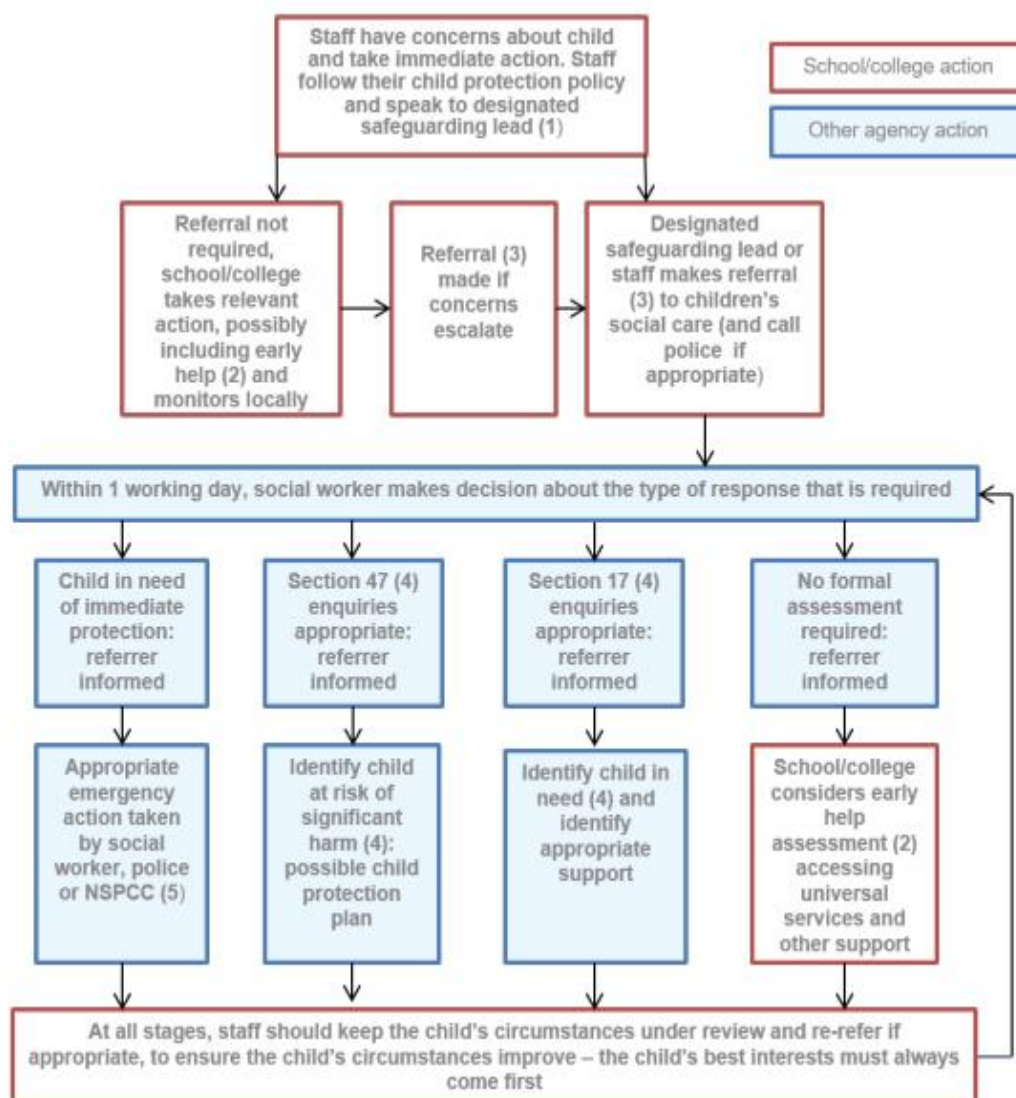 Staff have concerns about child
and take immediate action. Staff
follow their child protection policy
and speak to designated
safeguarding lead (1)
School/college action
Other agency action
Referral not
required,
school/college
takes relevant
action, possibly
including early
help (2) and
monitors locally
Referral (3)
made if
concerns
escalate
Designated
safeguarding lead or
staff makes referral
(3) to children's
social care (and call
police if
appropriate)
Within 1 working day, social worker makes decision about the type of response that is required
Child in need
of immediate
protection:
referrer
informed
Section 47 (4)
enquiries
appropriate:
referrer
informed
Section 17 (4)
enquiries
appropriate:
referrer
informed
No formal
assessment
required:
referrer
informed
Appropriate
emergency
action taken
by social
worker, police
or NSPCC (5)
Identify child
at risk of
significant
harm (4):
possible child
protection
plan
Identify child in
need (4) and
identify
appropriate
support
School/college
considers early
help
assessment (2)
accessing
universal
services and
other support
At all stages, staff should keep the child's circumstances under review and re-refer if
appropriate, to ensure the child's circumstances improve – the child's best interests must always
come first